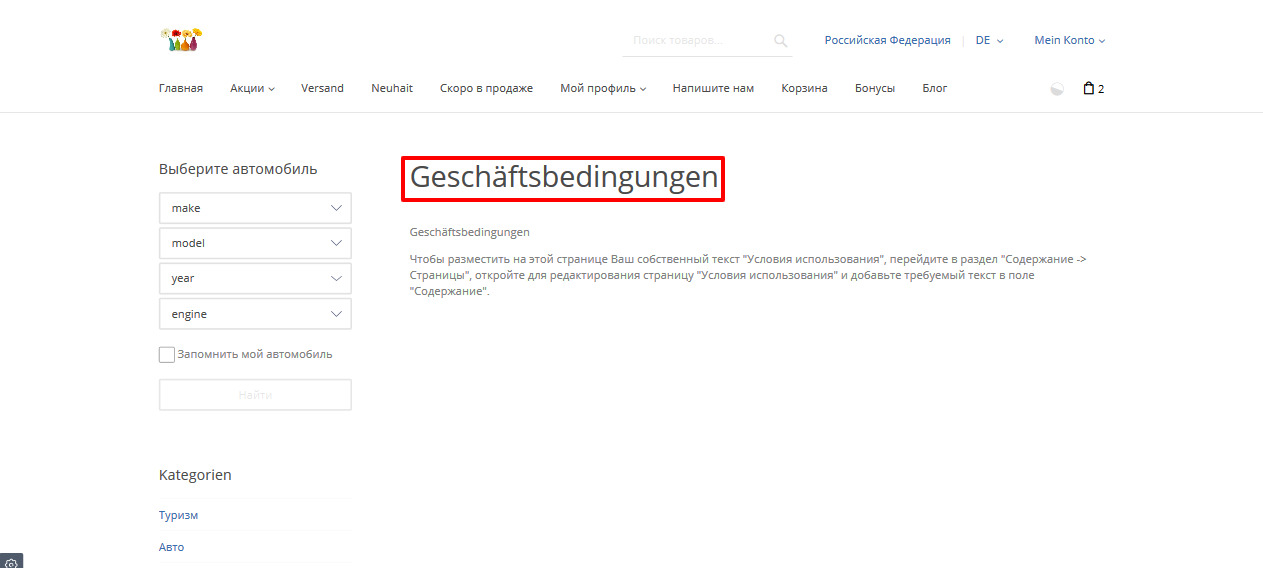 Поиск товаров...
Российская Федерация | DE
Mein Konto
Главная Акции Versand Neuhait Скоро в продаже Мой профиль Напишите нам Корзина Бонусы Блог 2
Выберите автомобиль
make
model
year
engine
Запомнить мой автомобиль
Найти
Kategorien
Туризм
Авто
Geschäftsbedingungen
Geschäftsbedingungen
Чтобы разместить на этой странице Ваш собственный текст "Условия использования", перейдите в раздел "Содержание ->
Страницы", откройте для редактирования страницу "Условия использования" и добавьте требуемый текст в поле
"Содержание".